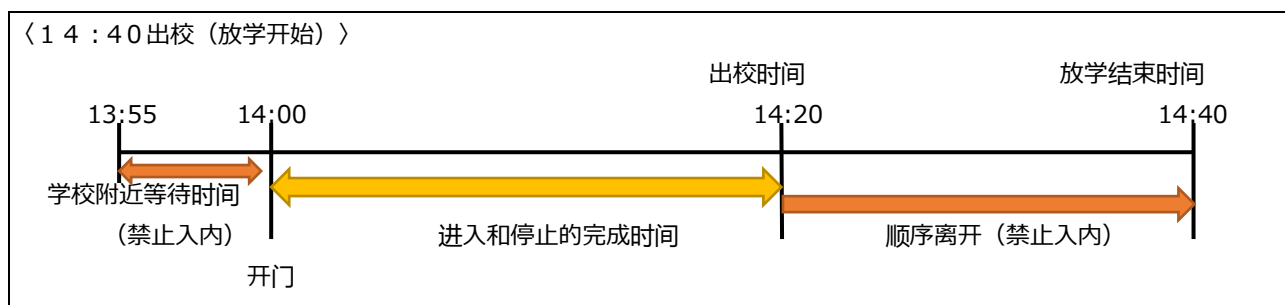 〈１４：４０出校（放学开始）〉
出校时间 放学结束时间
13:55 14:00 14:20 14:40
学校附近等待时间
（禁止入内） 进入和停止的完成时间 顺序离开（禁止入内）
开门